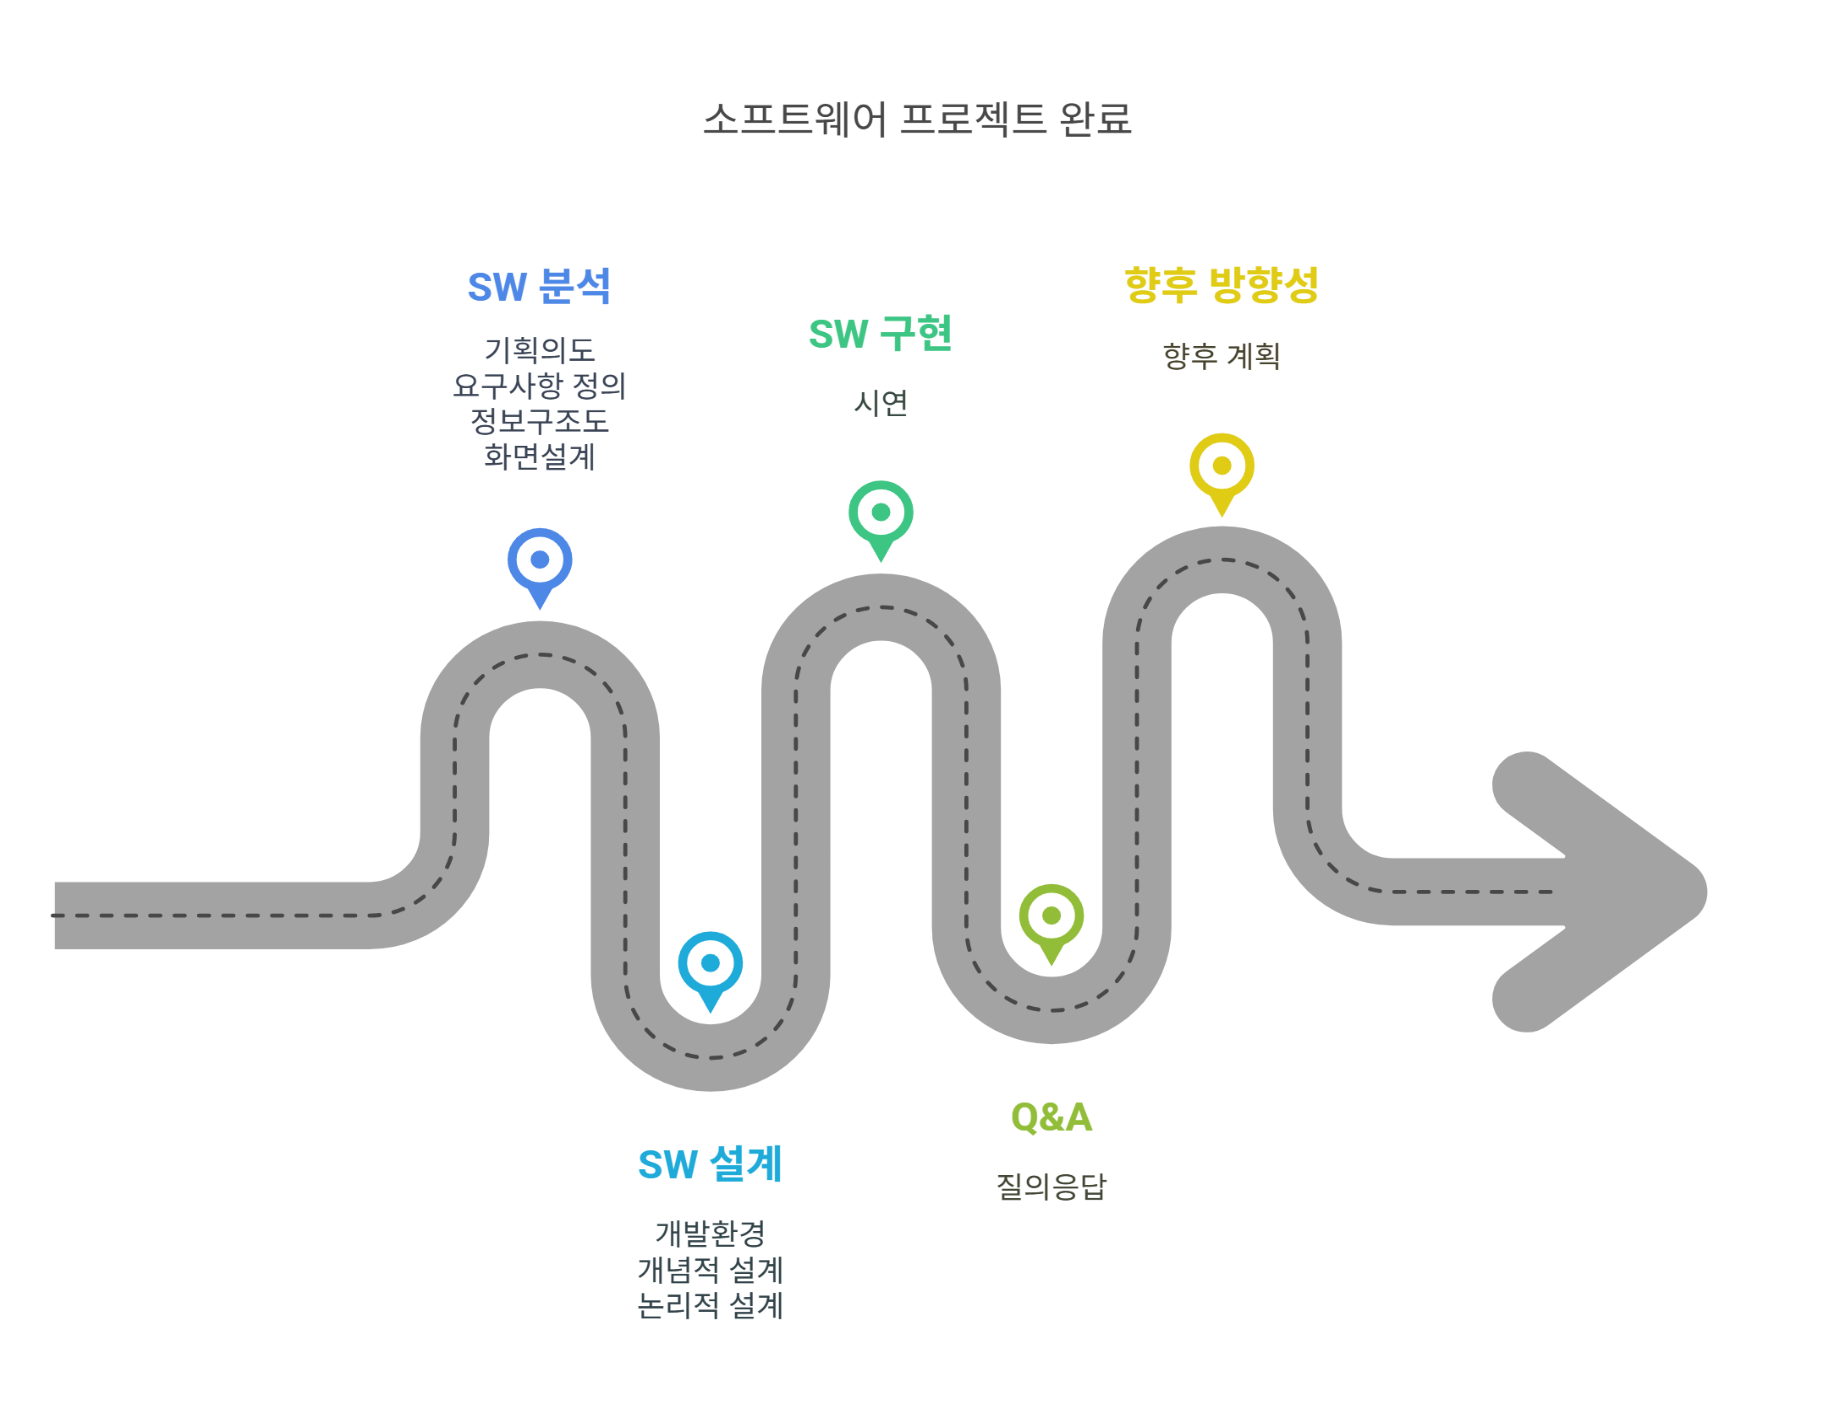 소프트웨어 프로젝트 완료
SW 분석
기획의도
요구사항 정의
정보구조도
화면설계
SW 설계
개발환경
개념적 설계
논리적 설계
SW 구현
시연
Q&A
질의응답
향후 방향성
향후 계획